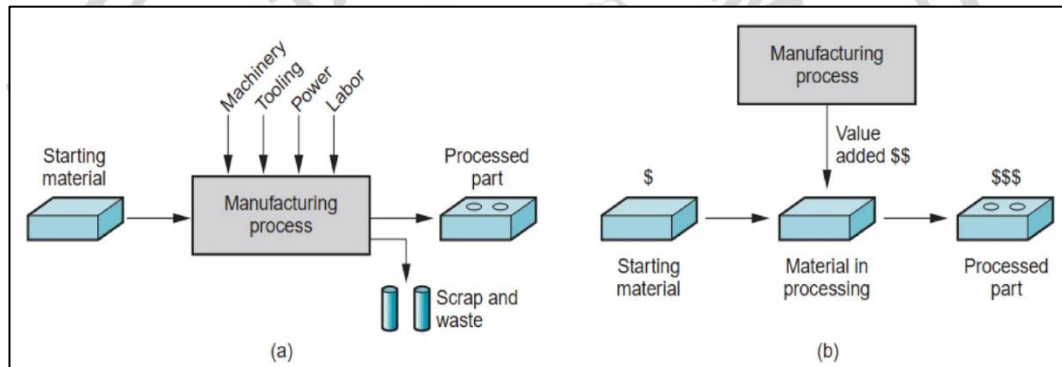 Machinery
Tooling
Power
Labor
Starting
material
Manufacturing
process
Processed
part
Scrap and
waste
(a)
Manufacturing
process
Value
added $$
$
$$$
Starting
material
Material in
processing
Processed
part
(b)